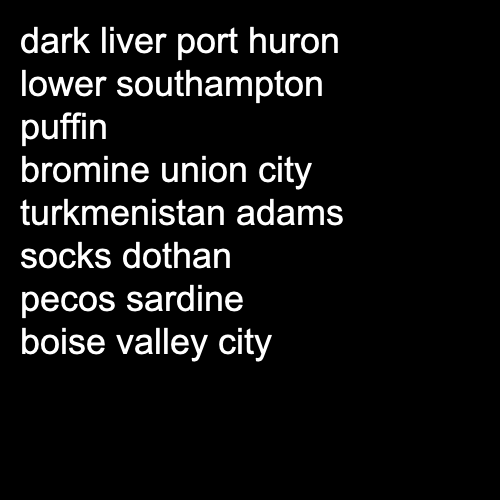 dark liver port huron
lower southampton
puffin
bromine union city
turkmenistan adams
socks dothan
pecos sardine
boise valley city